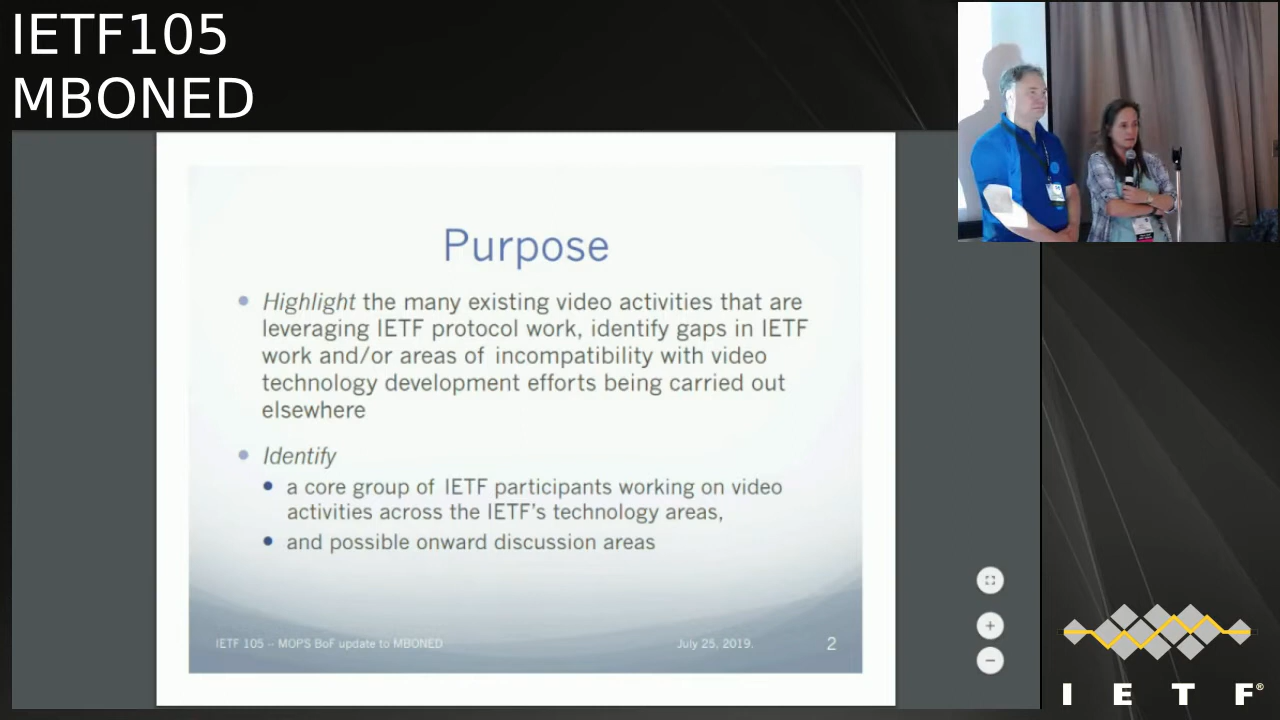 IETF105
MBONED
Purpose
Highlight the many existing video activities that are
leveraging IETF protocol work, identify gaps in IETF
work and/or areas of incompatibility with video
technology development efforts being carried out
elsewhere
Identify
a core group of IETF participants working on video
activities across the IETF's technology areas,
and possible onward discussion areas
IETF 105 -- MOPS BoF update to MBONED July 25, 2019. 2
I E T F®